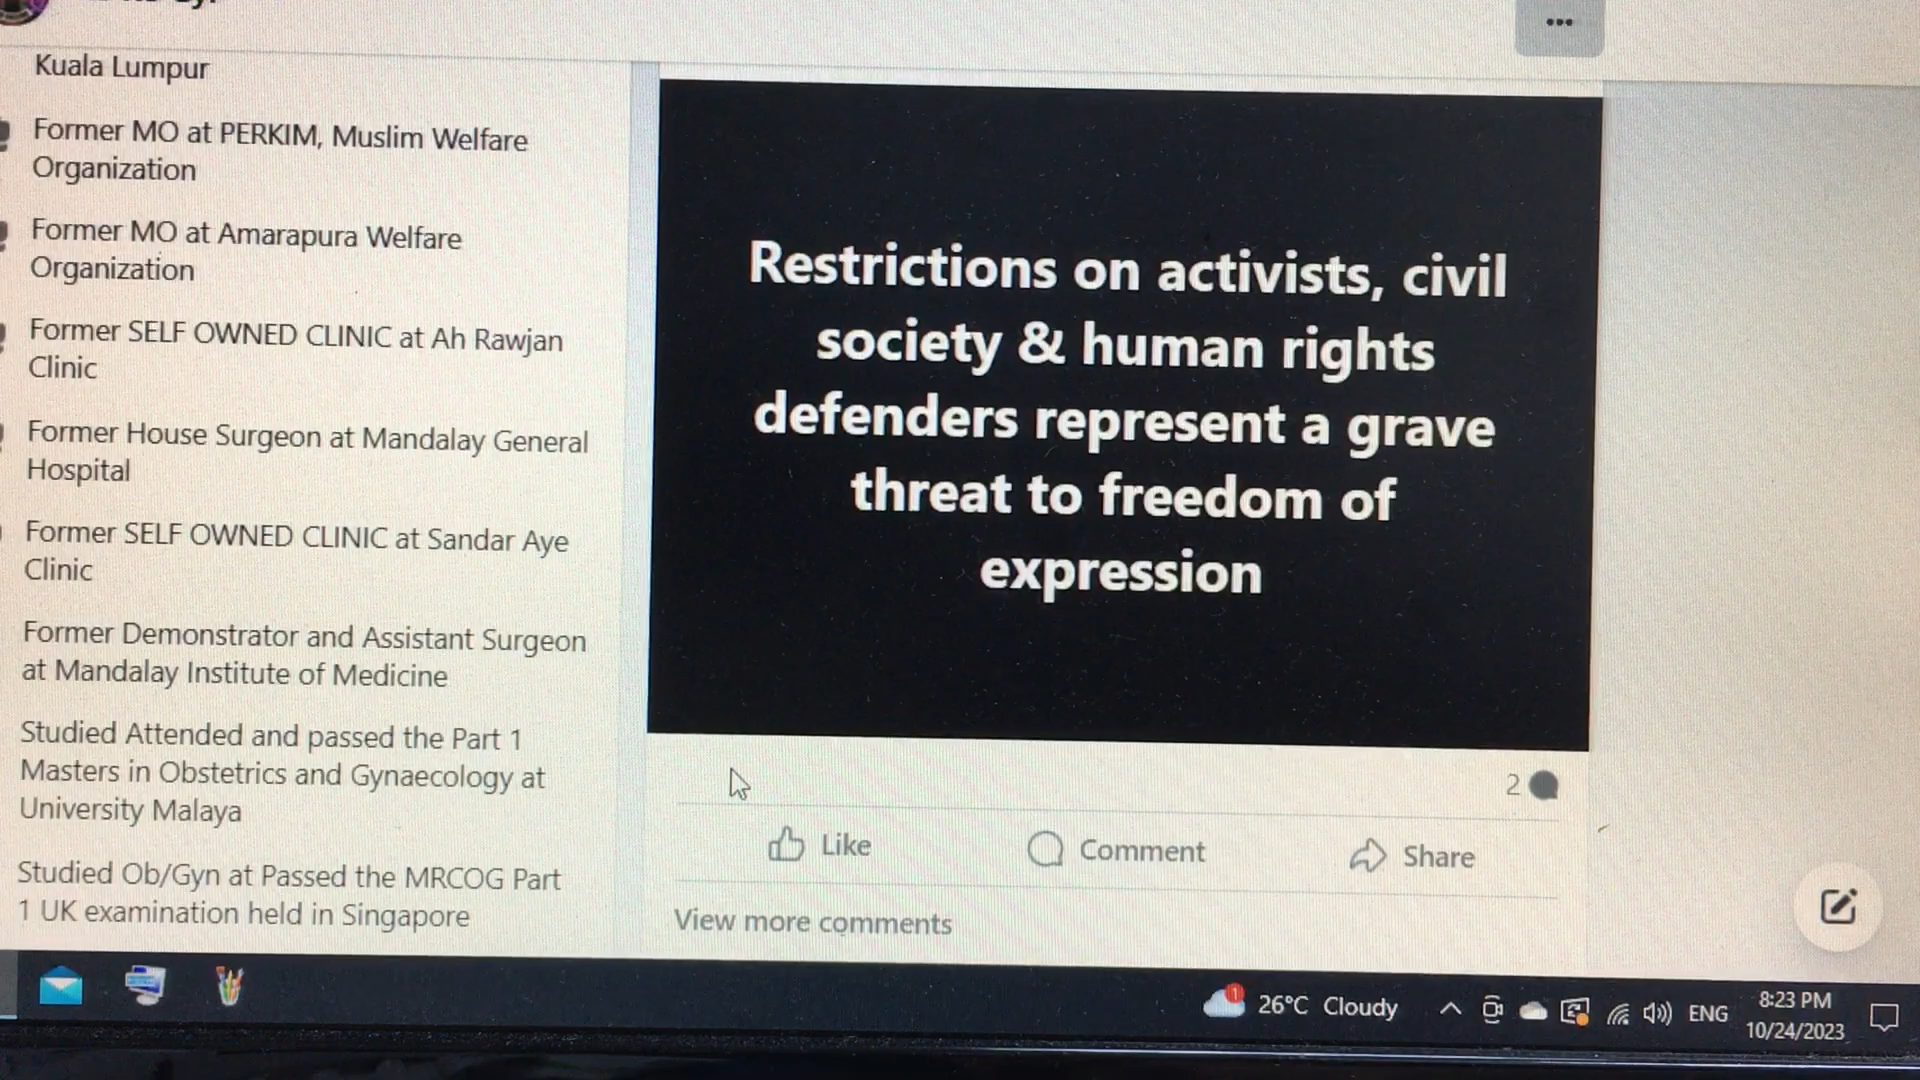 Kuala Lumpur
Former MO at PERKIM, Muslim Welfare
Organization
Former MO at Amarapura Welfare
Organization
Former SELF OWNED CLINIC at Ah Rawjan
Clinic
Former House Surgeon at Mandalay General
Hospital
Former SELF OWNED CLINIC at Sandar Aye
Clinic
Former Demonstrator and Assistant Surgeon
at Mandalay Institute of Medicine
Studied Attended and passed the Part 1
Masters in Obstetrics and Gynaecology at
University Malaya
Studied Ob/Gyn at Passed the MRCOG Part
1 UK examination held in Singapore
Restrictions on activists, civil
society & human rights
defenders represent a grave
threat to freedom of
expression
2
Like Comment Share
View more comments
1
26°C Cloudy
ENG
8:23 PM
10/24/2023